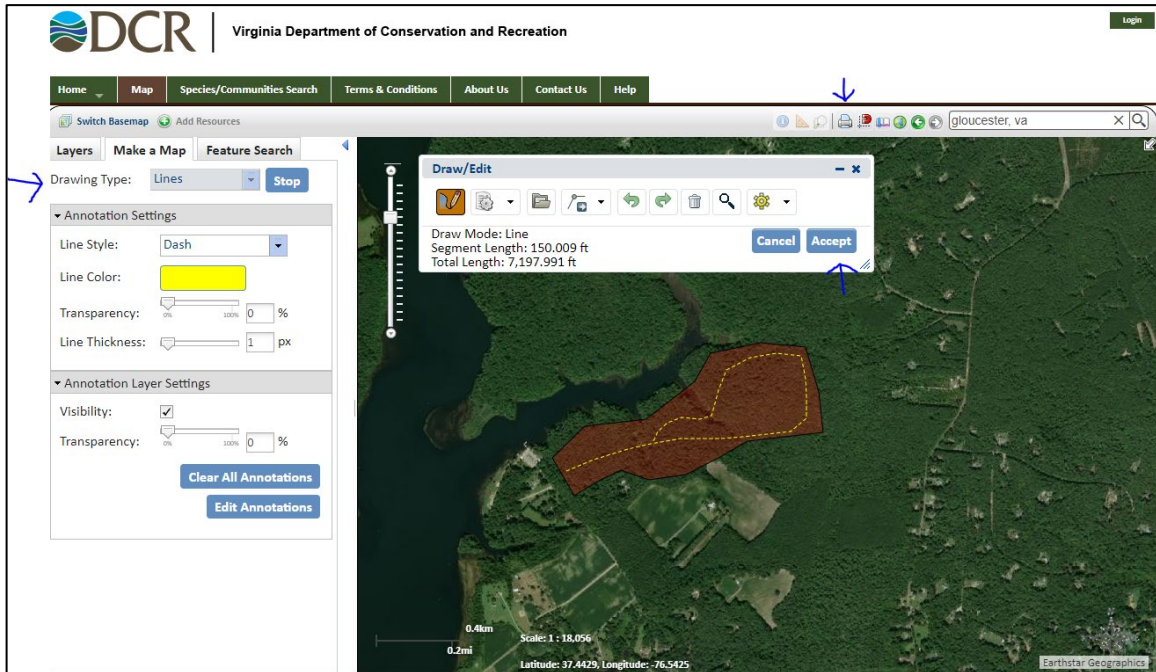 DCR
Virginia Department of Conservation and Recreation
Login
Home Map Species/Communities Search Terms & Conditions About Us Contact Us Help
Switch Basemap Add Resources gloucester, va
Layers Make a Map Feature Search
Drawing Type: Lines Stop
Annotation Settings
Line Style: Dash
Line Color:
Transparency: 0% 100% 0 %
Line Thickness: 1 px
Annotation Layer Settings
Visibility:
Transparency: 0% 100% 0 %
Clear All Annotations
Edit Annotations
Draw/Edit
Draw Mode: Line
Segment Length: 150.009 ft
Total Length: 7,197.991 ft
Cancel Accept
0.4km
0.2mi
Scale: 1 : 18,056
Latitude: 37.4429, Longitude: -76.5425
Earthstar Geographics